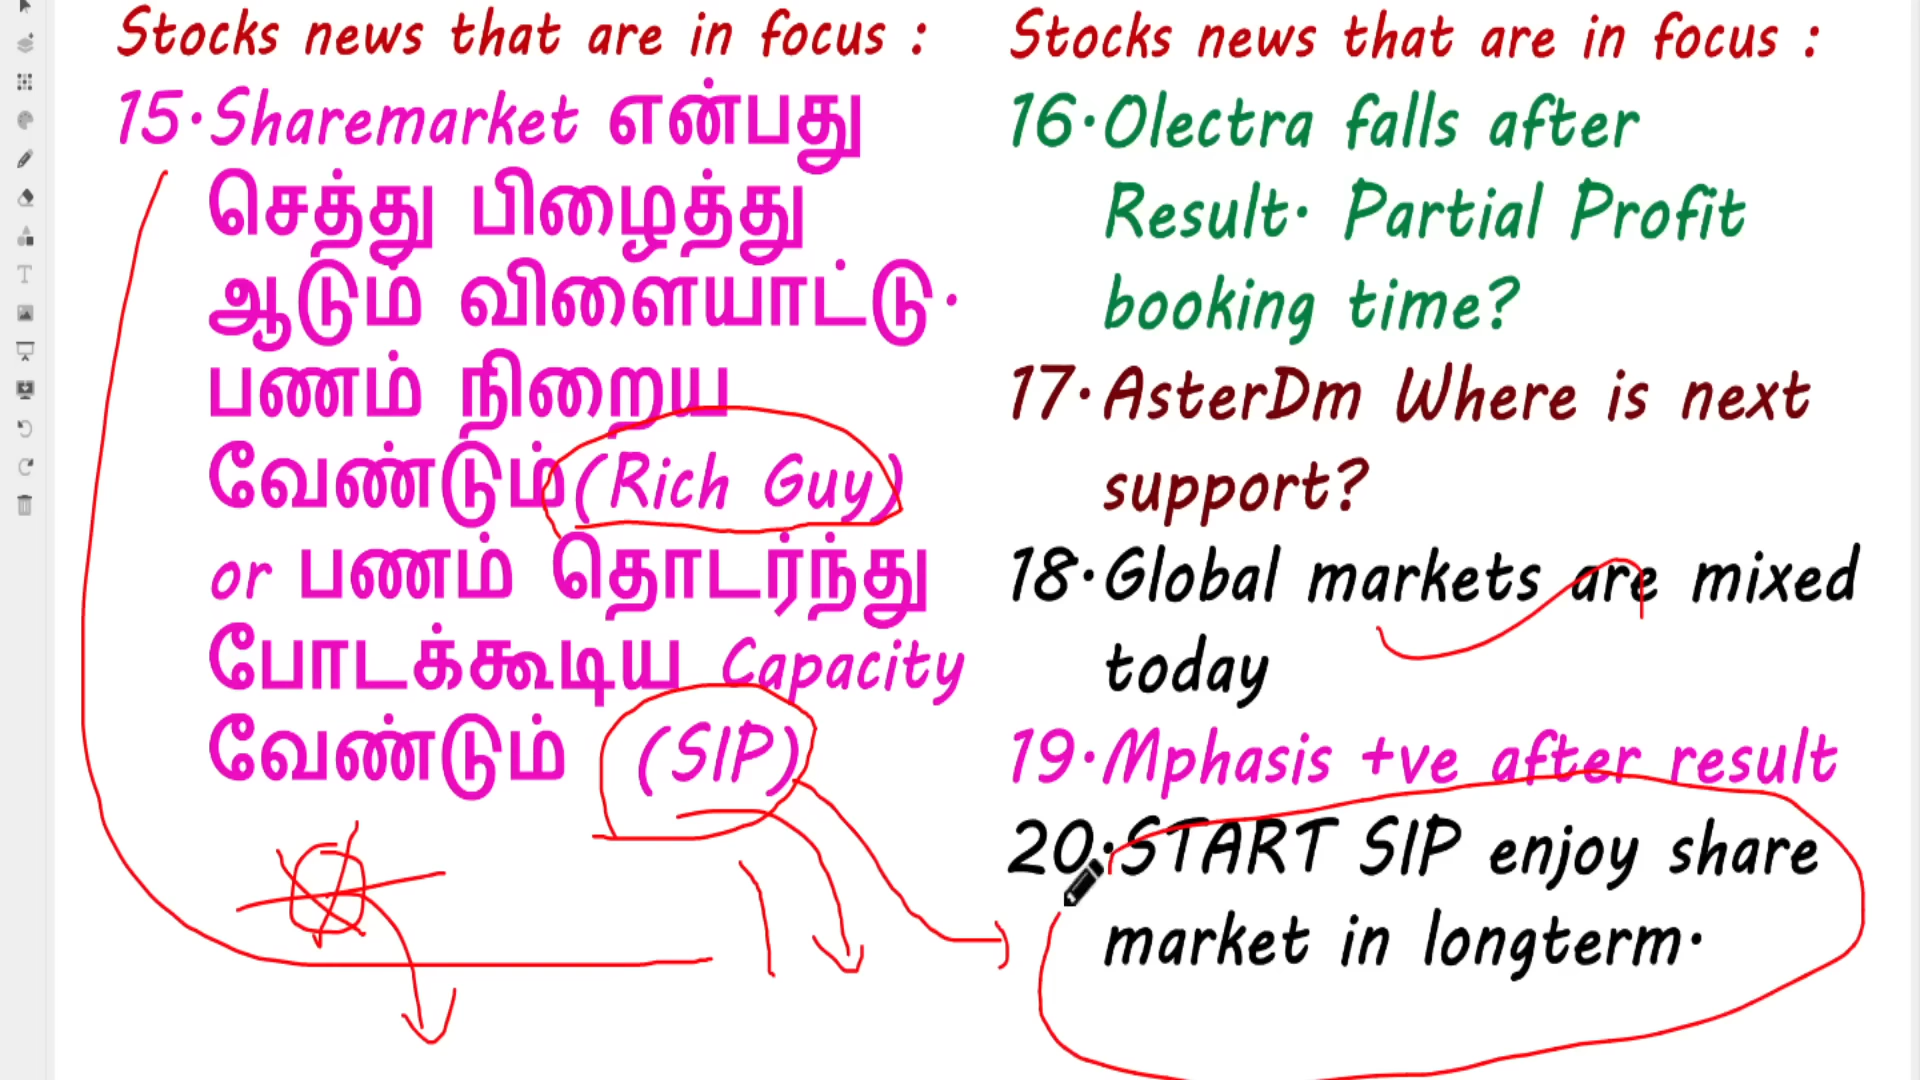 Stocks news that are in focus :
15.Sharemarket என்பது
செத்து பிழைத்து
ஆடும் விளையாட்டு.
பணம் நிறைய
வேண்டும்(Rich Guy)
or பணம் தொடர்ந்து
போடக்கூடிய Capacity
வேண்டும் (SIP)
Stocks news that are in focus :
16.Olectra falls after
Result. Partial Profit
booking time?
17.AsterDm Where is next
support?
18.Global markets are mixed
today
19.Mphasis +ve after result
20.START SIP enjoy share
market in longterm.